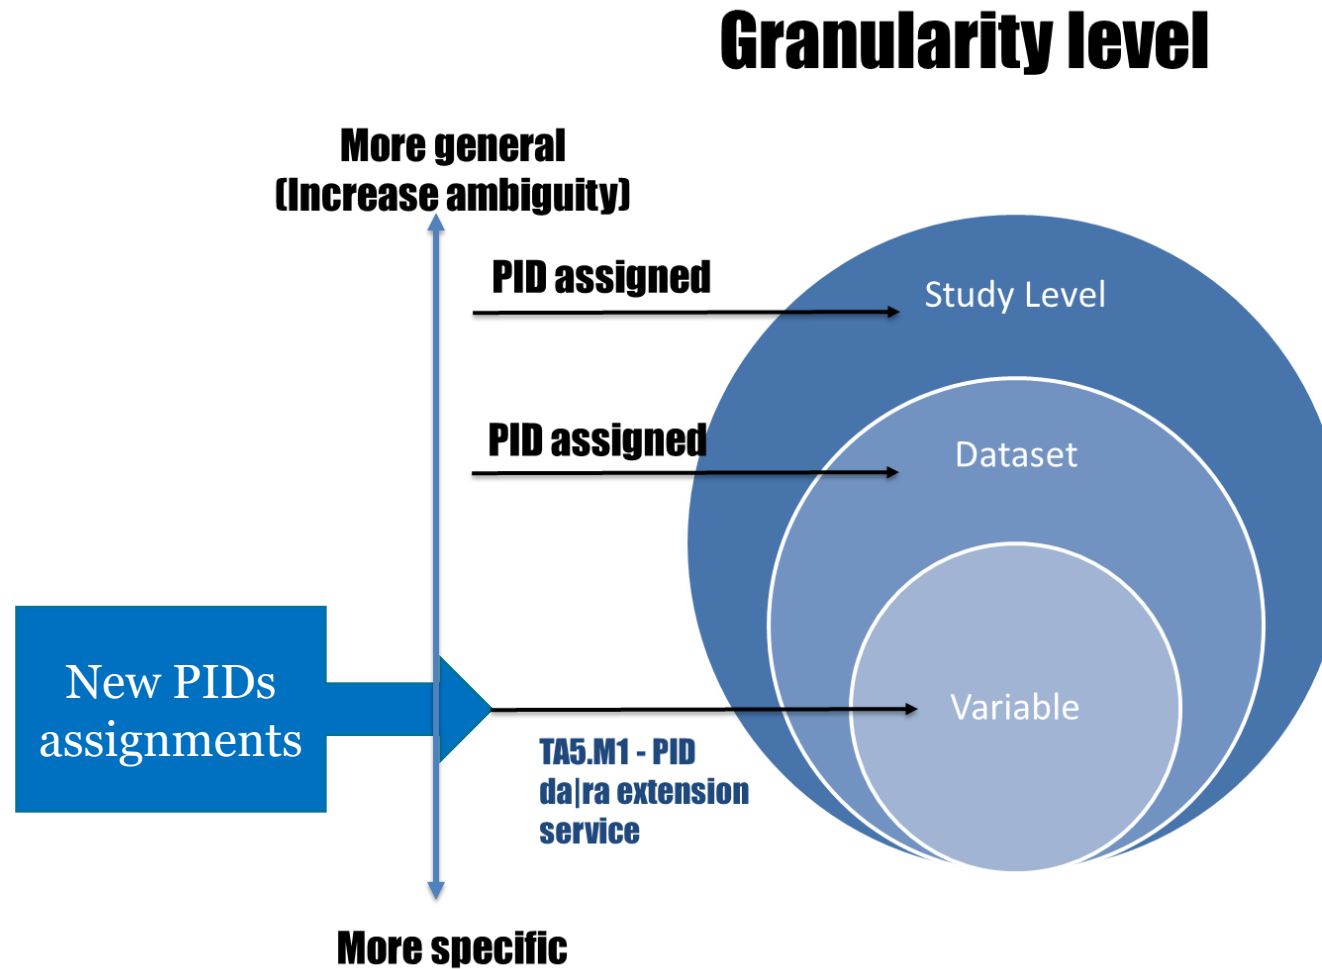 Granularity level
More general
(Increase ambiguity)
PID assigned
Study Level
PID assigned
Dataset
New PIDs
assignments
Variable
TA5.M1 - PID
da|ra extension
service
More specific